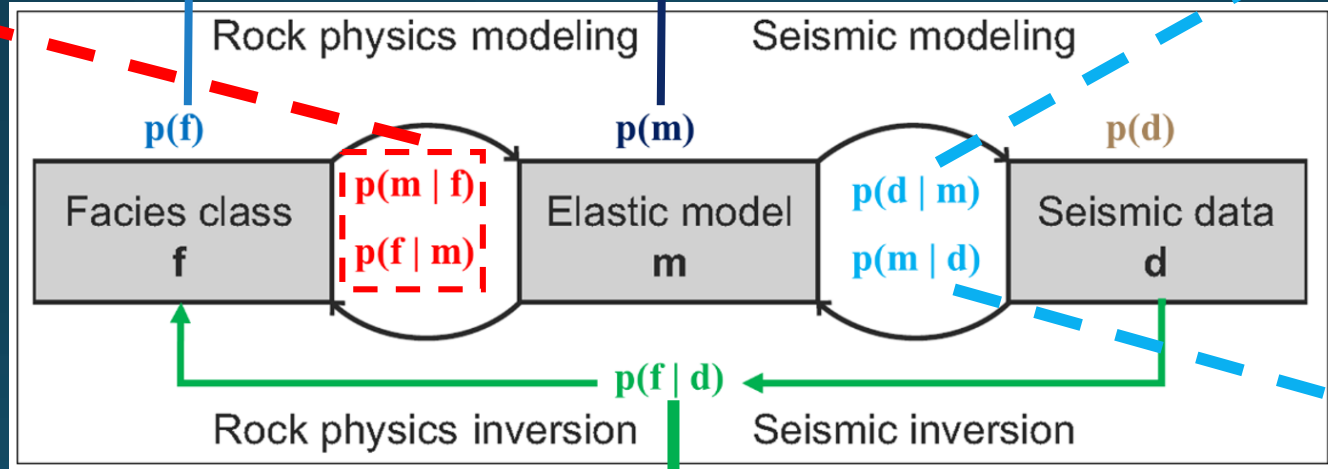 Rock physics modeling Seismic modeling
p(f) p(m) p(d)
p(m | f) p(d | m)
Facies class Elastic model Seismic data
p(f | m) p(m | d)
f m d
p(f | d)
Rock physics inversion Seismic inversion